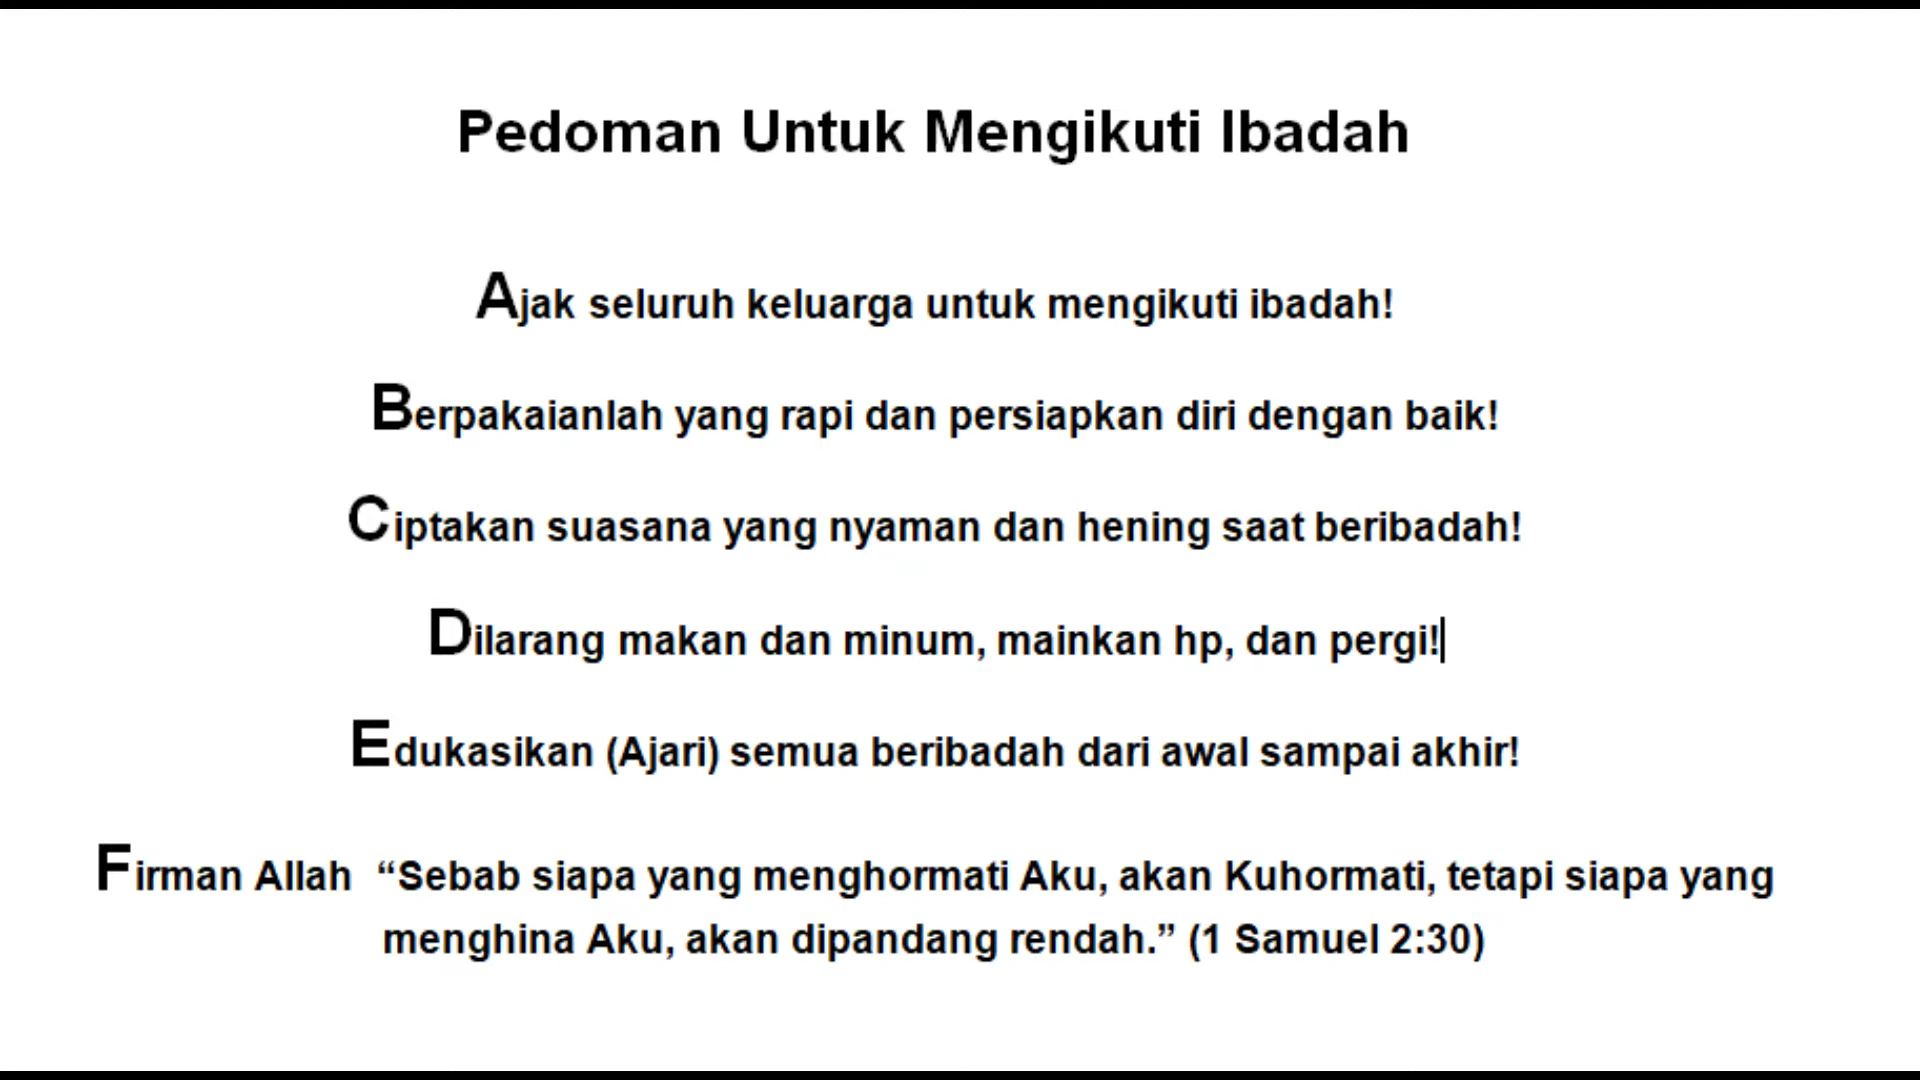 Pedoman Untuk Mengikuti Ibadah
Ajak seluruh keluarga untuk mengikuti ibadah!
Berpakaianlah yang rapi dan persiapkan diri dengan baik!
Ciptakan suasana yang nyaman dan hening saat beribadah!
Dilarang makan dan minum, mainkan hp, dan pergi!
Edukasikan (Ajari) semua beribadah dari awal sampai akhir!
Firman Allah “Sebab siapa yang menghormati Aku, akan Kuhormati, tetapi siapa yang
menghina Aku, akan dipandang rendah.” (1 Samuel 2:30)